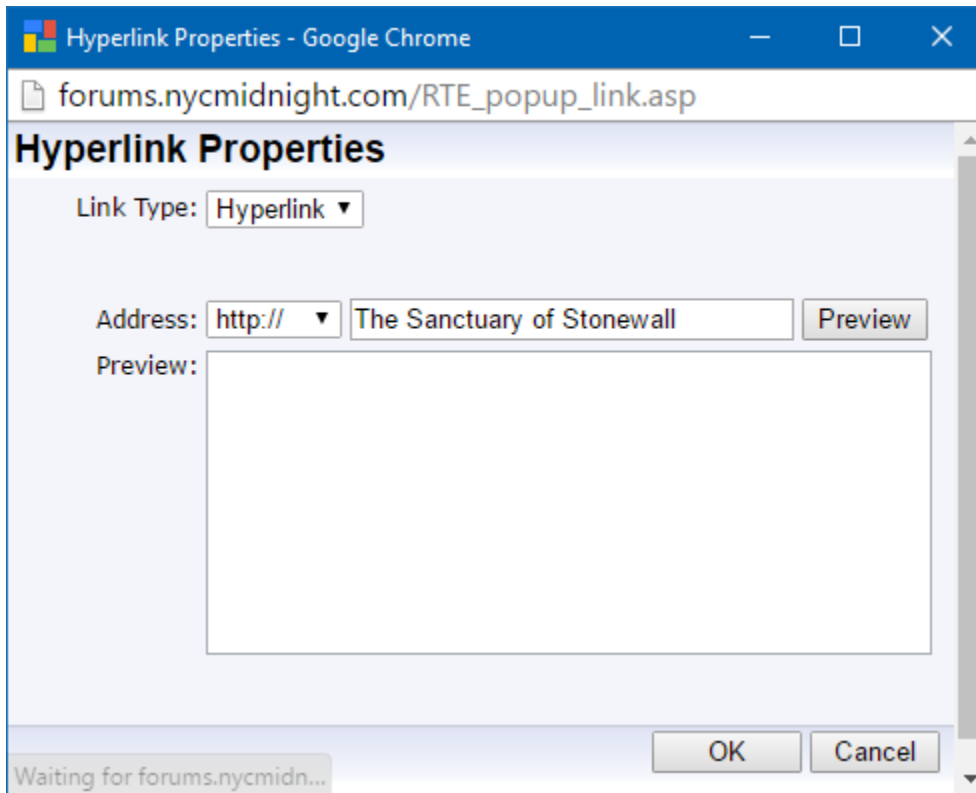 Hyperlink Properties - Google Chrome
forums.nycmidnight.com/RTE_popup_link.asp
Hyperlink Properties
Link Type: Hyperlink
Address: http:// The Sanctuary of Stonewall Preview
Preview:
OK Cancel
Waiting for forums.nycmidn...